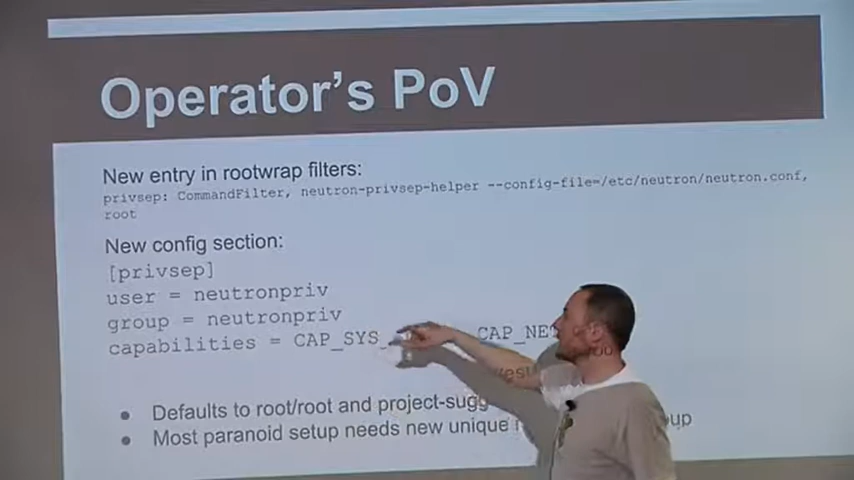 Operator's PoV
New entry in rootwrap filters:
privsep: CommandFilter, neutron-privsep-helper --config-file=/etc/neutron/neutron.conf,
root
New config section:
[privsep]
user = neutronpriv
group = neutronpriv
capabilities = CAP_SYS CAP_NE
Defaults to root/root and project-sugg
Most paranoid setup needs new unique